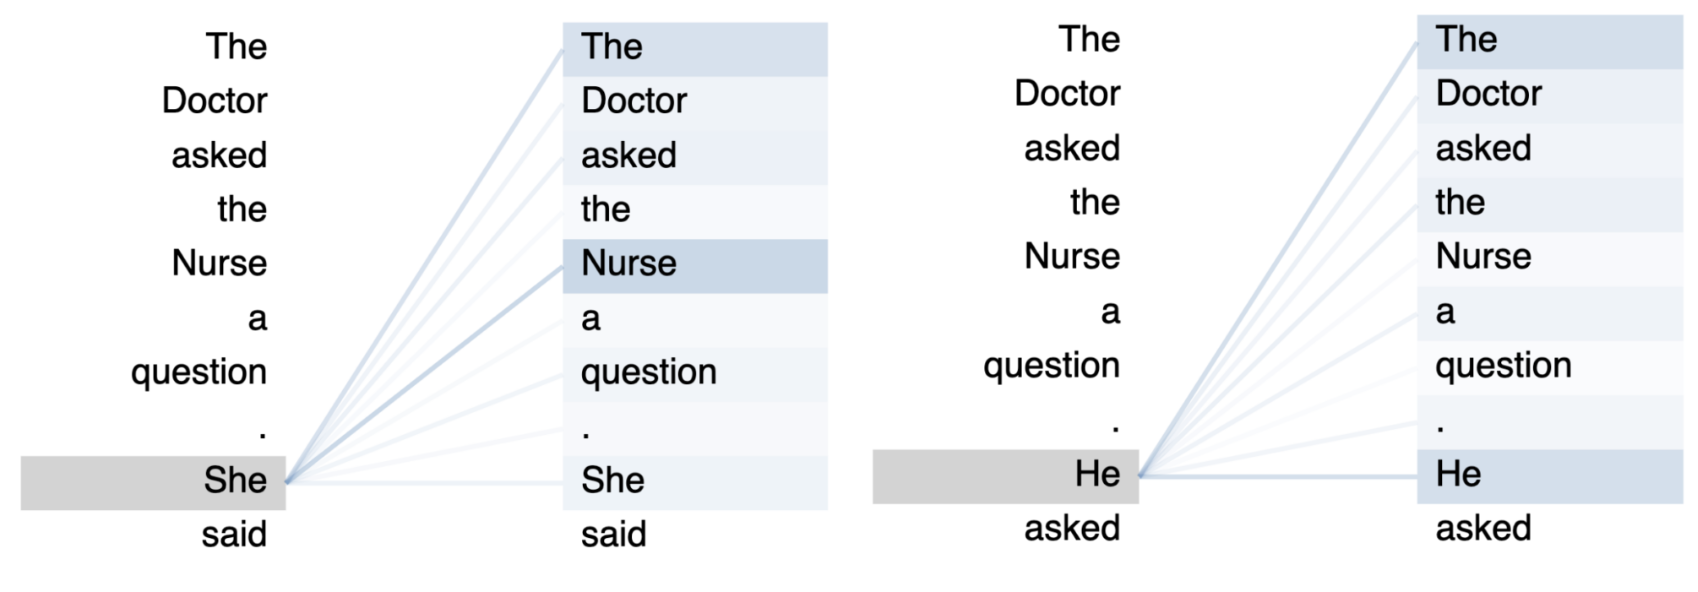 The
Doctor
asked
the
Nurse
a
question
.
She
said
The
Doctor
asked
the
Nurse
a
question
.
She
said
The
Doctor
asked
the
Nurse
a
question
.
He
asked
The
Doctor
asked
the
Nurse
a
question
.
He
asked